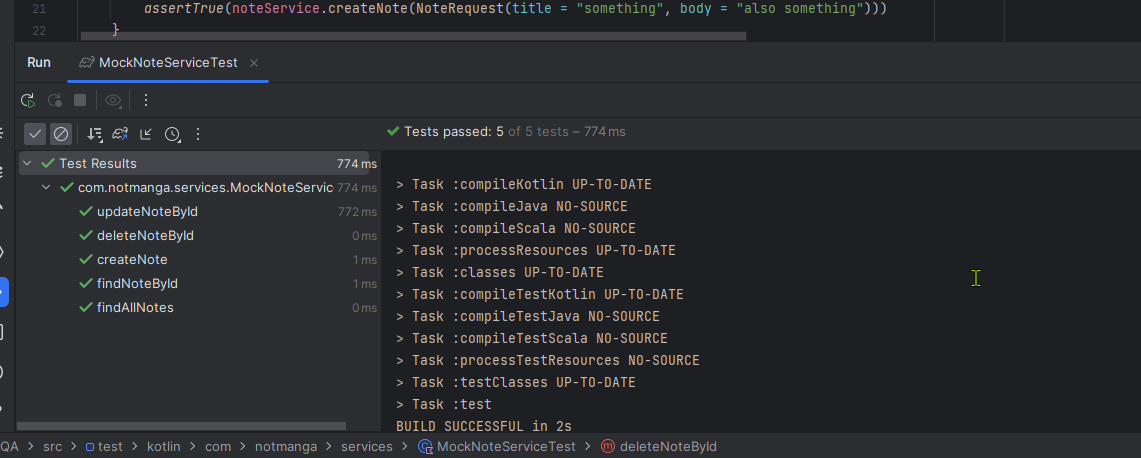 21 assertTrue(noteService.createNote(NoteRequest(title = "something", body = "also something")))
22 }
Run MockNoteServiceTest
Tests passed: 5 of 5 tests – 774 ms
Test Results 774 ms
com.notmanga.services.MockNoteServic 774 ms
updateNoteById 772 ms
deleteNoteById 0 ms
createNote 1 ms
findNoteById 1 ms
findAllNotes 0 ms
> Task :compileKotlin UP-TO-DATE
> Task :compileJava NO-SOURCE
> Task :compileScala NO-SOURCE
> Task :processResources UP-TO-DATE
> Task :classes UP-TO-DATE
> Task :compileTestKotlin UP-TO-DATE
> Task :compileTestJava NO-SOURCE
> Task :compileTestScala NO-SOURCE
> Task :processTestResources NO-SOURCE
> Task :testClasses UP-TO-DATE
> Task :test
BUILD SUCCESSFUL in 2s
QA > src > test > kotlin > com > notmanga > services > MockNoteServiceTest > deleteNoteById